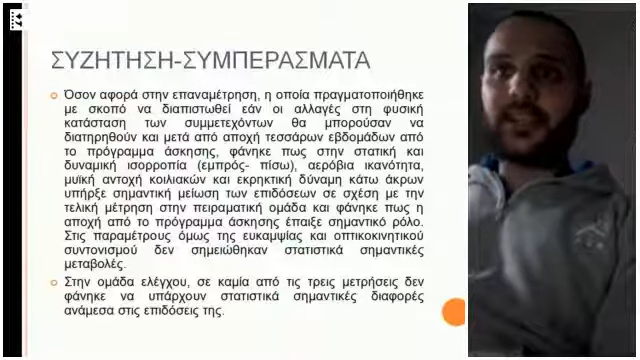 ΣΥΖΗΤΗΣΗ-ΣΥΜΠΕΡΑΣΜΑΤΑ
Όσον αφορά στην επαναμέτρηση, η οποία πραγματοποιήθηκε
με σκοπό να διαπιστωθεί εάν οι αλλαγές στη φυσική
κατάσταση των συμμετεχόντων θα μπορούσαν να
διατηρηθούν και μετά από αποχή τεσσάρων εβδομάδων από
το πρόγραμμα άσκησης, φάνηκε πως στην στατική και
δυναμική ισορροπία (εμπρός- πίσω), αερόβια ικανότητα,
μυϊκή αντοχή κοιλιακών και εκρηκτική δύναμη κάτω άκρων
υπήρξε σημαντική μείωση των επιδόσεων σε σχέση με την
τελική μέτρηση στην πειραματική ομάδα και φάνηκε πως η
αποχή από το πρόγραμμα άσκησης έπαιξε σημαντικό ρόλο.
Στις παραμέτρους όμως της ευκαμψίας και οπτικοκινητικού
συντονισμού δεν σημειώθηκαν στατιστικά σημαντικές
μεταβολές.
Στην ομάδα ελέγχου, σε καμία από τις τρεις μετρήσεις δεν
φάνηκε να υπάρχουν στατιστικά σημαντικές διαφορές
ανάμεσα στις επιδόσεις της.